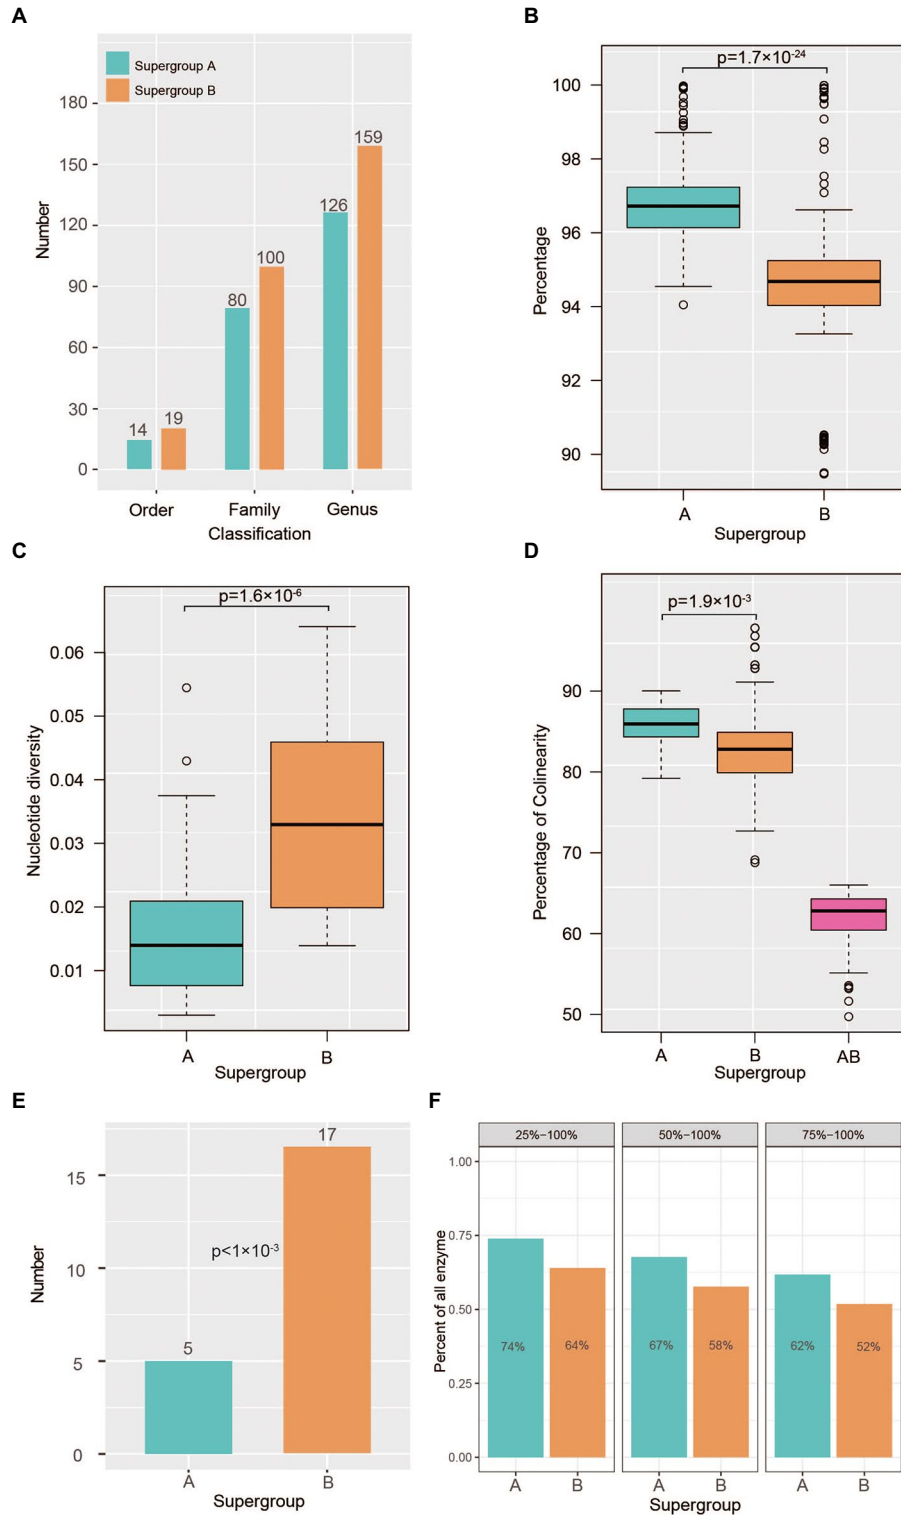 A
Supergroup A
Supergroup B
180
150
120
90
60
30
0
Number
14
19
80
100
126
159
Order Family Genus
Classification
B
p=1.7×10-24
100
98
96
94
92
90
Percentage
A B
Supergroup
C
p=1.6×10-6
0.06
0.05
0.04
0.03
0.02
0.01
Nucleotide diversity
A B
Supergroup
D
p=1.9×10-3
90
80
70
60
50
Percentage of Colinearity
A B AB
Supergroup
E
17
15
10
5
0
Number
p<1×10-3
5
A B
Supergroup
F
25%−100% 50%−100% 75%−100%
1.00
0.75
0.50
0.25
0.00
Percent of all enzyme
74% 64% 67% 58% 62% 52%
A B A B A B
Supergroup